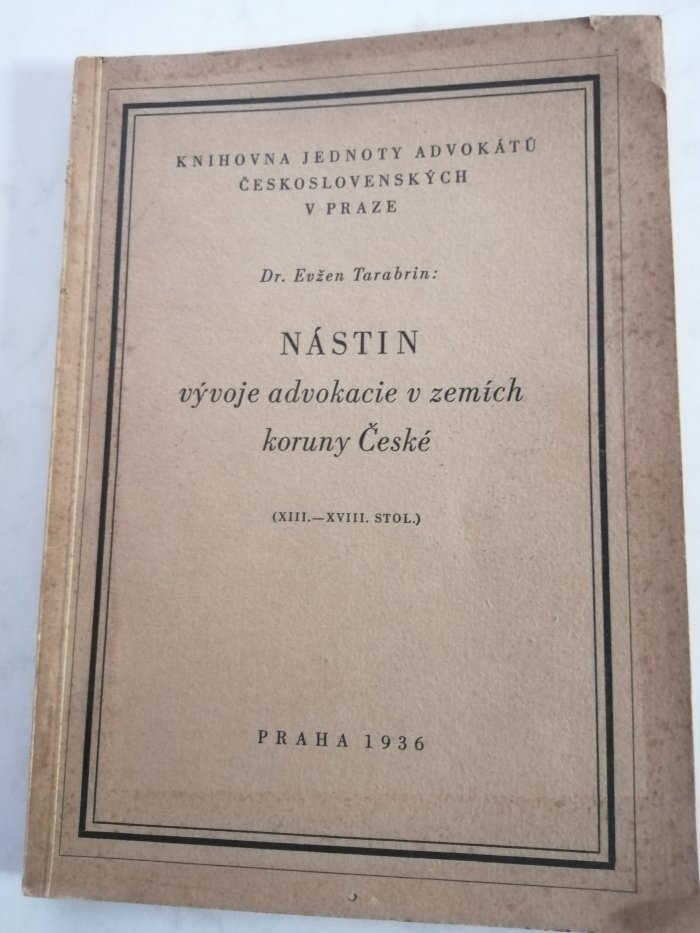 KNIHOVNA JEDNOTY ADVOKÁTŮ
ČESKOSLOVENSKÝCH
V PRAZE
Dr. Evžen Tarabrin:
NÁSTIN
vývoje advokacie v zemích
koruny České
(XIII.—XVIII. STOL.)
PRAHA 1936